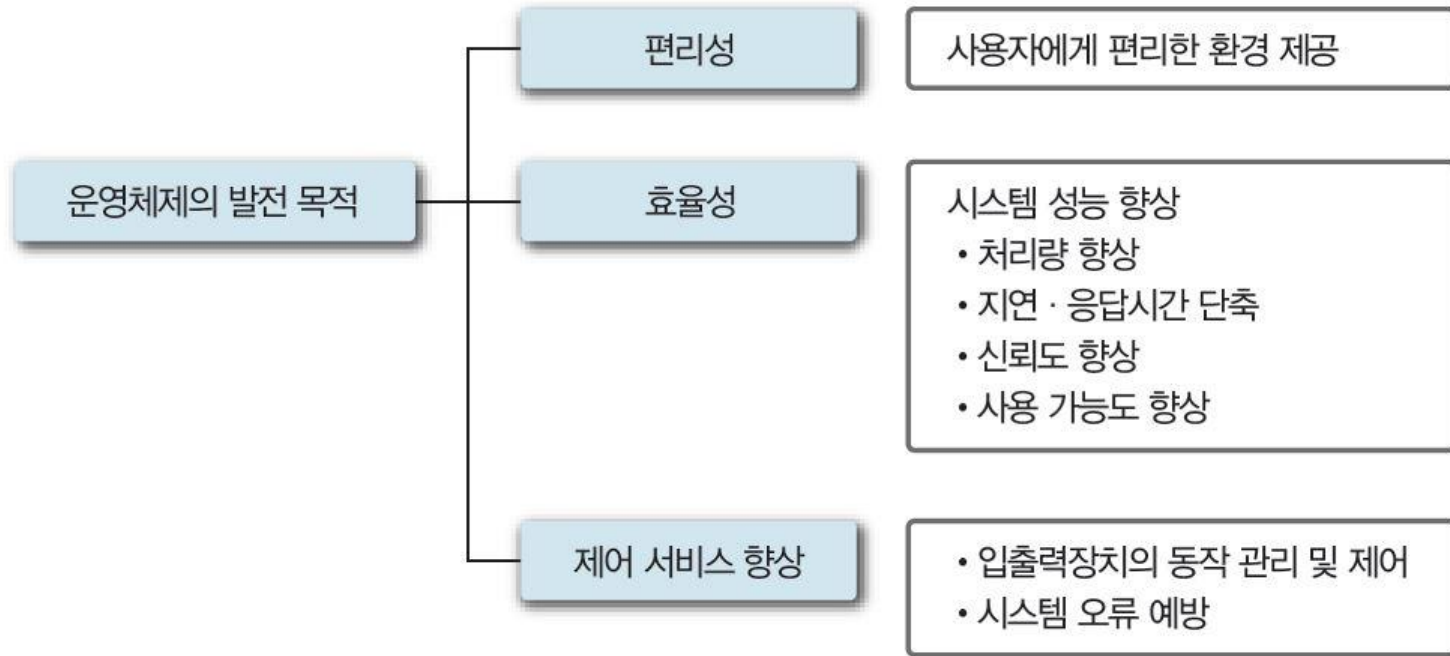 편리성
사용자에게 편리한 환경 제공
운영체제의 발전 목적
효율성
시스템 성능 향상
• 처리량 향상
• 지연 · 응답시간 단축
• 신뢰도 향상
• 사용 가능도 향상
제어 서비스 향상
• 입출력장치의 동작 관리 및 제어
• 시스템 오류 예방